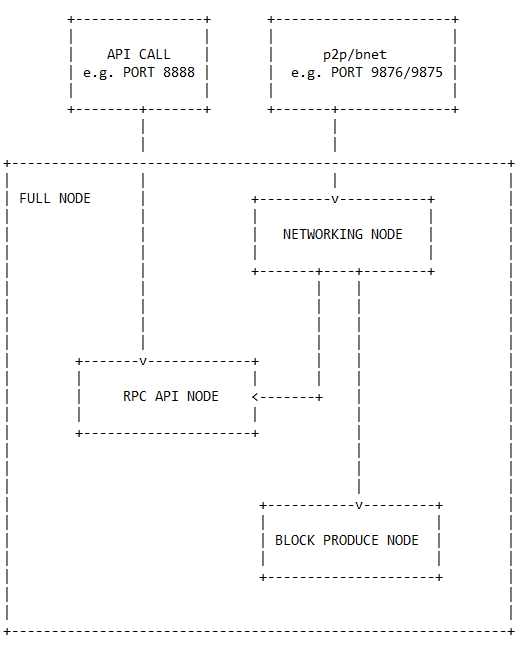 API CALL
e.g. PORT 8888
p2p/bnet
e.g. PORT 9876/9875
FULL NODE
NETWORKING NODE
RPC API NODE
BLOCK PRODUCE NODE